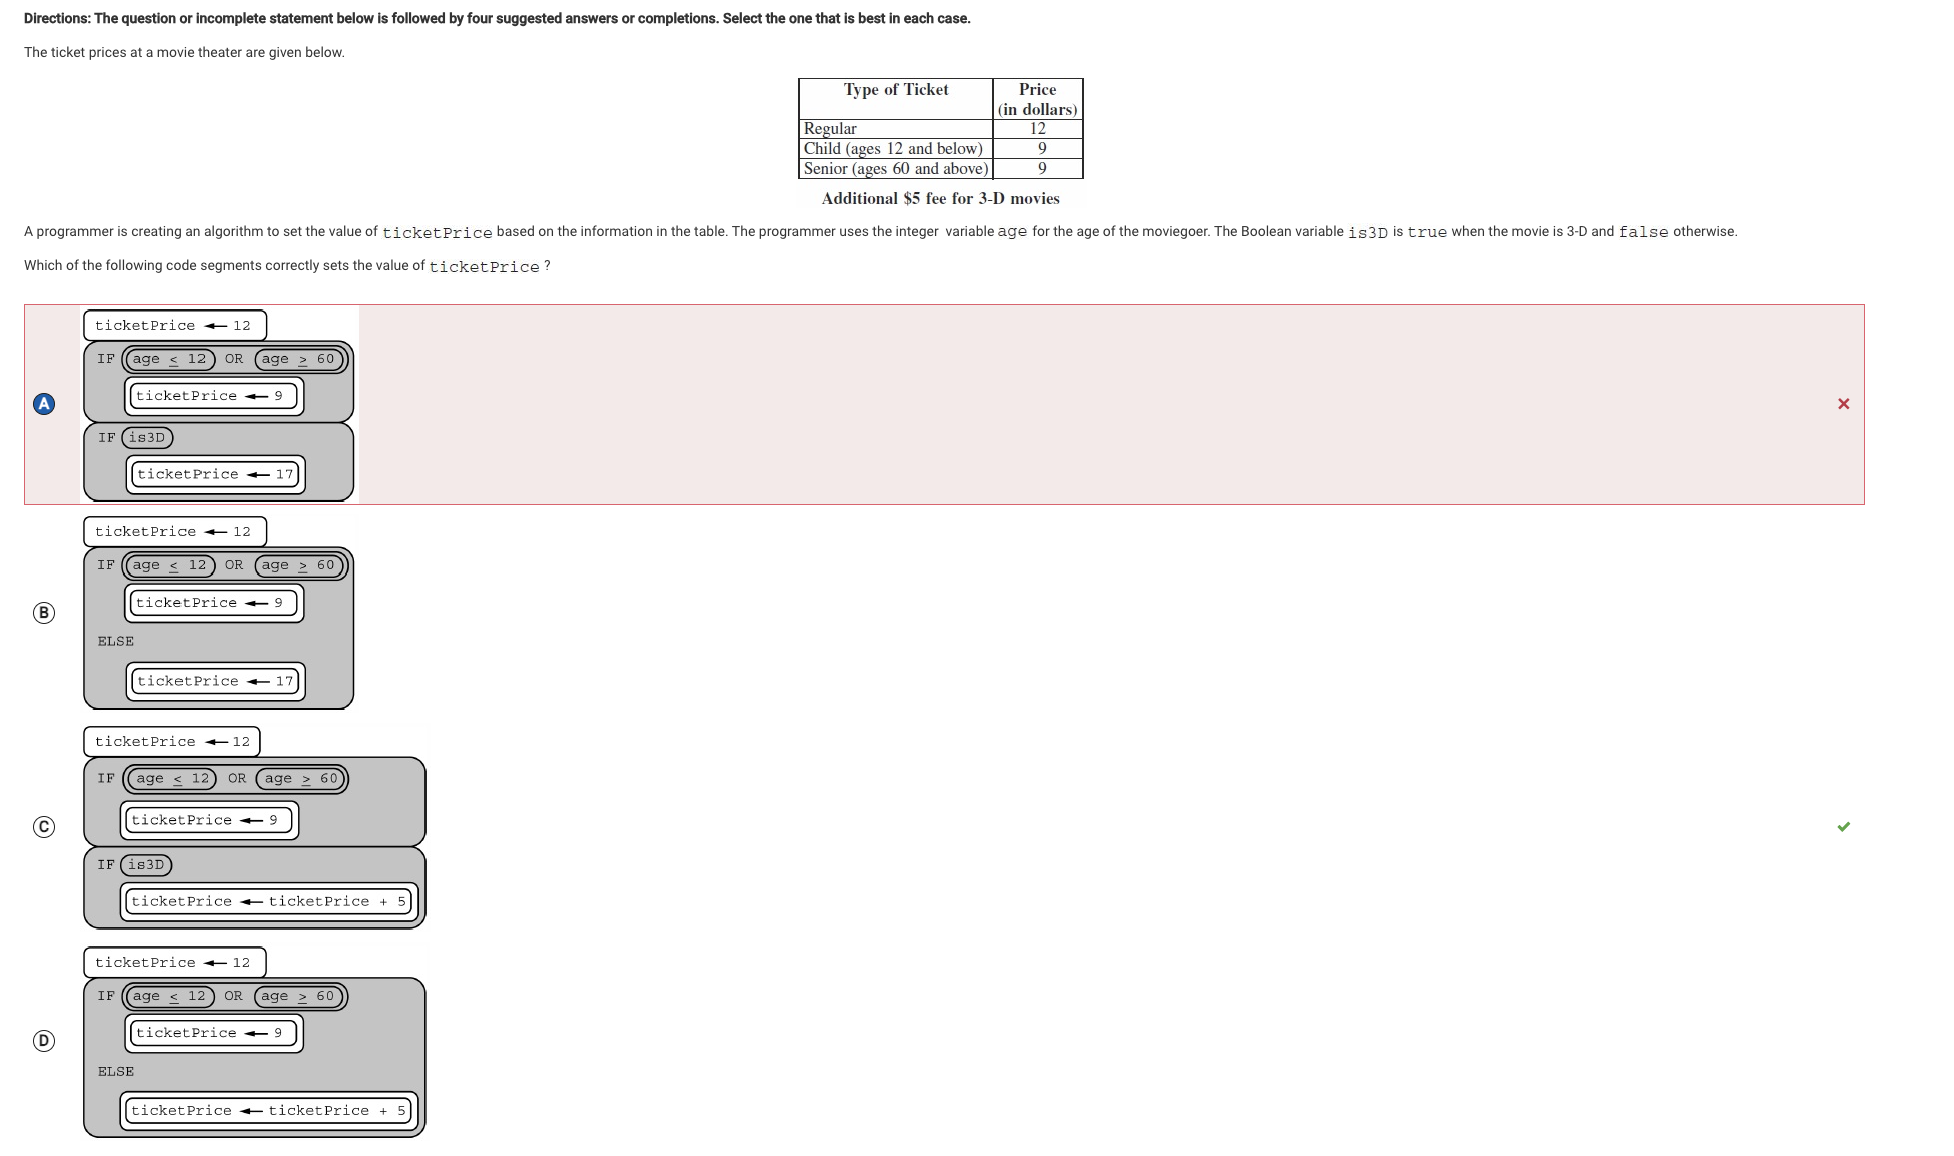 Directions: The question or incomplete statement below is followed by four suggested answers or completions. Select the one that is best in each case.
The ticket prices at a movie theater are given below.
Type of Ticket Price (in dollars)
Regular 12
Child (ages 12 and below) 9
Senior (ages 60 and above) 9
Additional $5 fee for 3-D movies
A programmer is creating an algorithm to set the value of ticketPrice based on the information in the table. The programmer uses the integer variable age for the age of the moviegoer. The Boolean variable is3D is true when the movie is 3-D and false otherwise.
Which of the following code segments correctly sets the value of ticketPrice ?
A
ticketPrice ← 12
IF age ≤ 12 OR age ≥ 60
ticketPrice ← 9
IF is3D
ticketPrice ← 17
B
ticketPrice ← 12
IF age ≤ 12 OR age ≥ 60
ticketPrice ← 9
ELSE
ticketPrice ← 17
C
ticketPrice ← 12
IF age ≤ 12 OR age ≥ 60
ticketPrice ← 9
IF is3D
ticketPrice ← ticketPrice + 5
D
ticketPrice ← 12
IF age ≤ 12 OR age ≥ 60
ticketPrice ← 9
ELSE
ticketPrice ← ticketPrice + 5